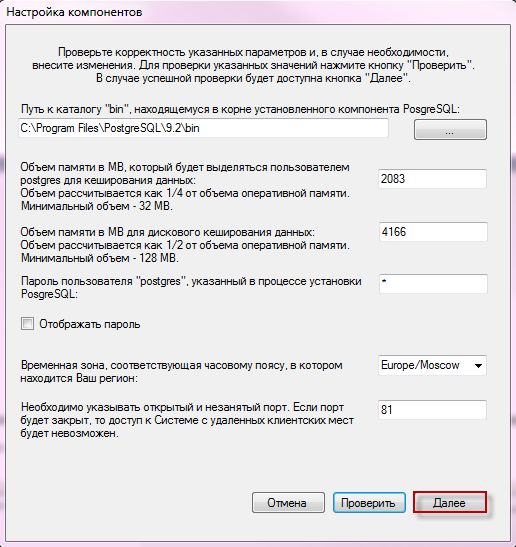 Настройка компонентов
Проверьте корректность указанных параметров и, в случае необходимости,
внесите изменения. Для проверки указанных значений нажмите кнопку "Проверить".
В случае успешной проверки будет доступна кнопка "Далее".
Путь к каталогу "bin", находящемуся в корне установленного компонента PosgreSQL:
C:\Program Files\PostgreSQL\9.2\bin
...
Объем памяти в MB, который будет выделяться пользователем
postgres для кеширования данных:
Объем рассчитывается как 1/4 от объема оперативной памяти.
Минимальный объем - 32 MB.
2083
Объем памяти в MB для дискового кеширования данных:
Объем рассчитывается как 1/2 от объема оперативной памяти.
Минимальный объем - 128 MB.
4166
Пароль пользователя "postgres", указанный в процессе установки
PosgreSQL:
*
Отображать пароль
Временная зона, соответствующая часовому поясу, в котором
находится Ваш регион:
Europe/Moscow
Необходимо указывать открытый и незанятый порт. Если порт
будет закрыт, то доступ к Системе с удаленных клиентских мест
будет невозможен.
81
Отмена
Проверить
Далее